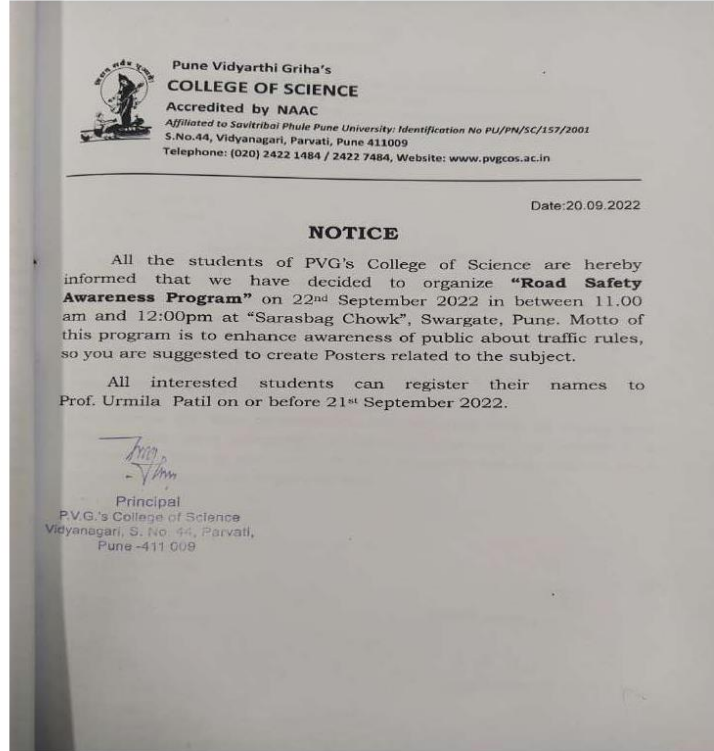 Pune Vidyarthi Griha's
COLLEGE OF SCIENCE
Accredited by NAAC
Affiliated to Savitribai Phule Pune University: Identification No PU/PN/SC/157/2001
S.No.44, Vidyanagari, Parvati, Pune 411009
Telephone: (020) 2422 1484 / 2422 7484, Website: www.pvgcos.ac.in
Date:20.09.2022
NOTICE
All the students of PVG's College of Science are hereby
informed that we have decided to organize “Road Safety
Awareness Program” on 22nd September 2022 in between 11.00
am and 12:00pm at “Sarasbag Chowk”, Swargate, Pune. Motto of
this program is to enhance awareness of public about traffic rules,
so you are suggested to create Posters related to the subject.
All interested students can register their names to
Prof. Urmila Patil on or before 21st September 2022.
Principal
P.V.G.'s College of Science
Vidyanagari, S. No. 44, Parvati,
Pune -411 009